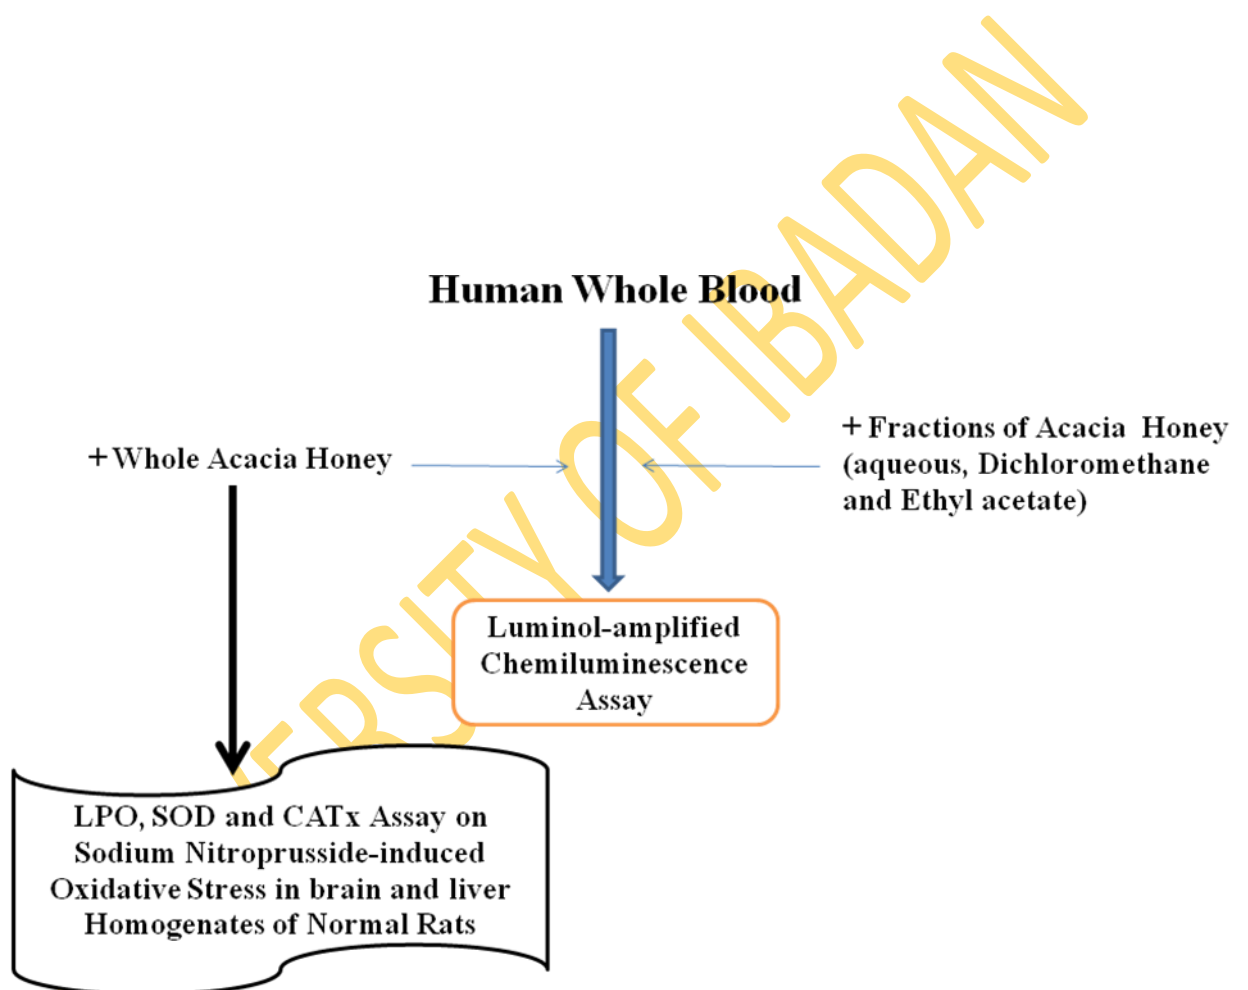 Human Whole Blood
+ Whole Acacia Honey
+ Fractions of Acacia Honey
(aqueous, Dichloromethane
and Ethyl acetate)
Luminol-amplified
Chemiluminescence
Assay
LPO, SOD and CATx Assay on
Sodium Nitroprusside-induced
Oxidative Stress in brain and liver
Homogenates of Normal Rats
ERSITY OF IBADAN